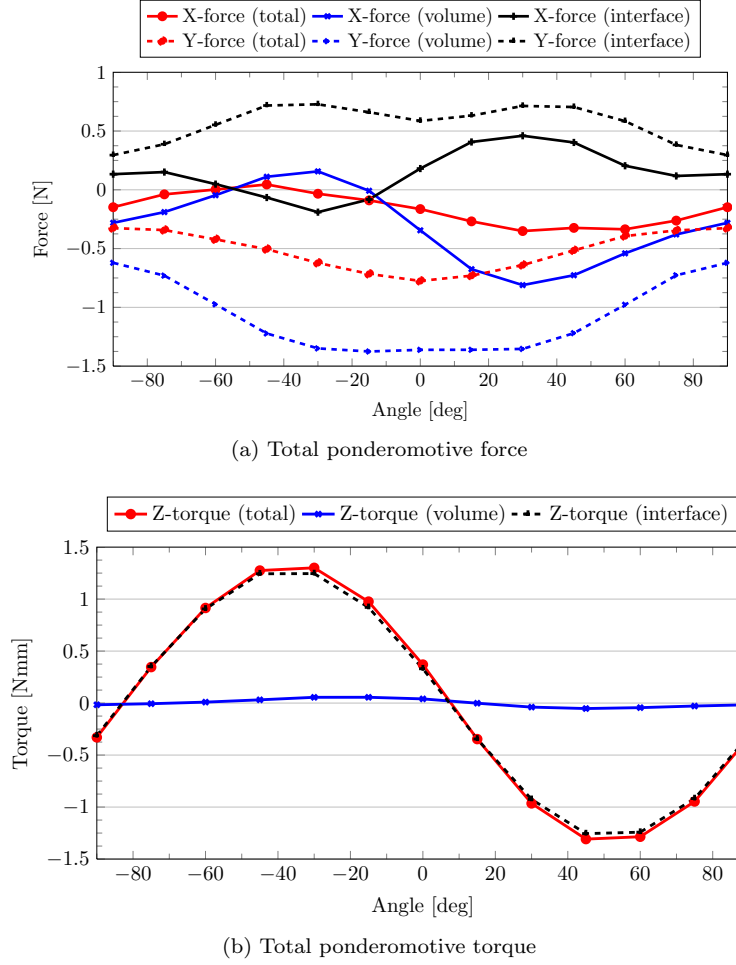 X-force (total) X-force (volume) X-force (interface)
Y-force (total) Y-force (volume) Y-force (interface)
1
0.5
0
−0.5
−1
−1.5
Force [N]
−80 −60 −40 −20 0 20 40 60 80
Angle [deg]
(a) Total ponderomotive force
Z-torque (total) Z-torque (volume) Z-torque (interface)
1.5
1
0.5
0
−0.5
−1
−1.5
Torque [Nmm]
−80 −60 −40 −20 0 20 40 60 80
Angle [deg]
(b) Total ponderomotive torque